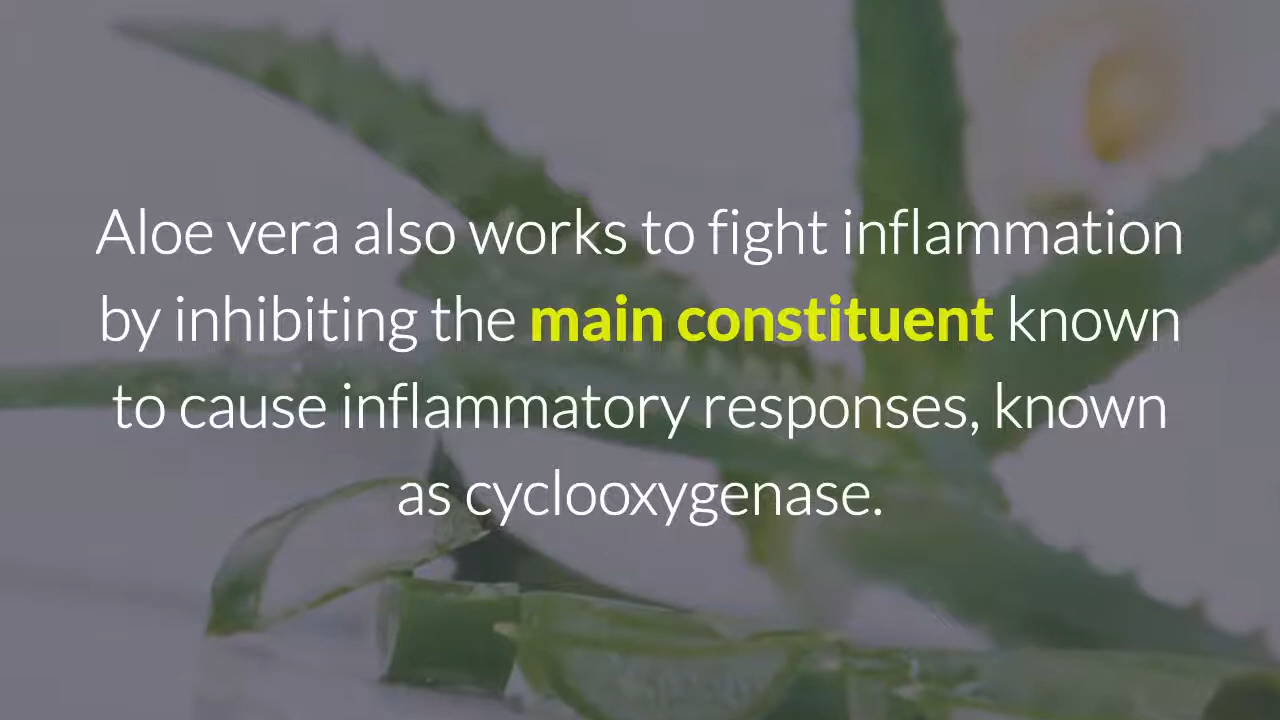 Aloe vera also works to fight inflammation
by inhibiting the main constituent known
to cause inflammatory responses, known
as cyclooxygenase.